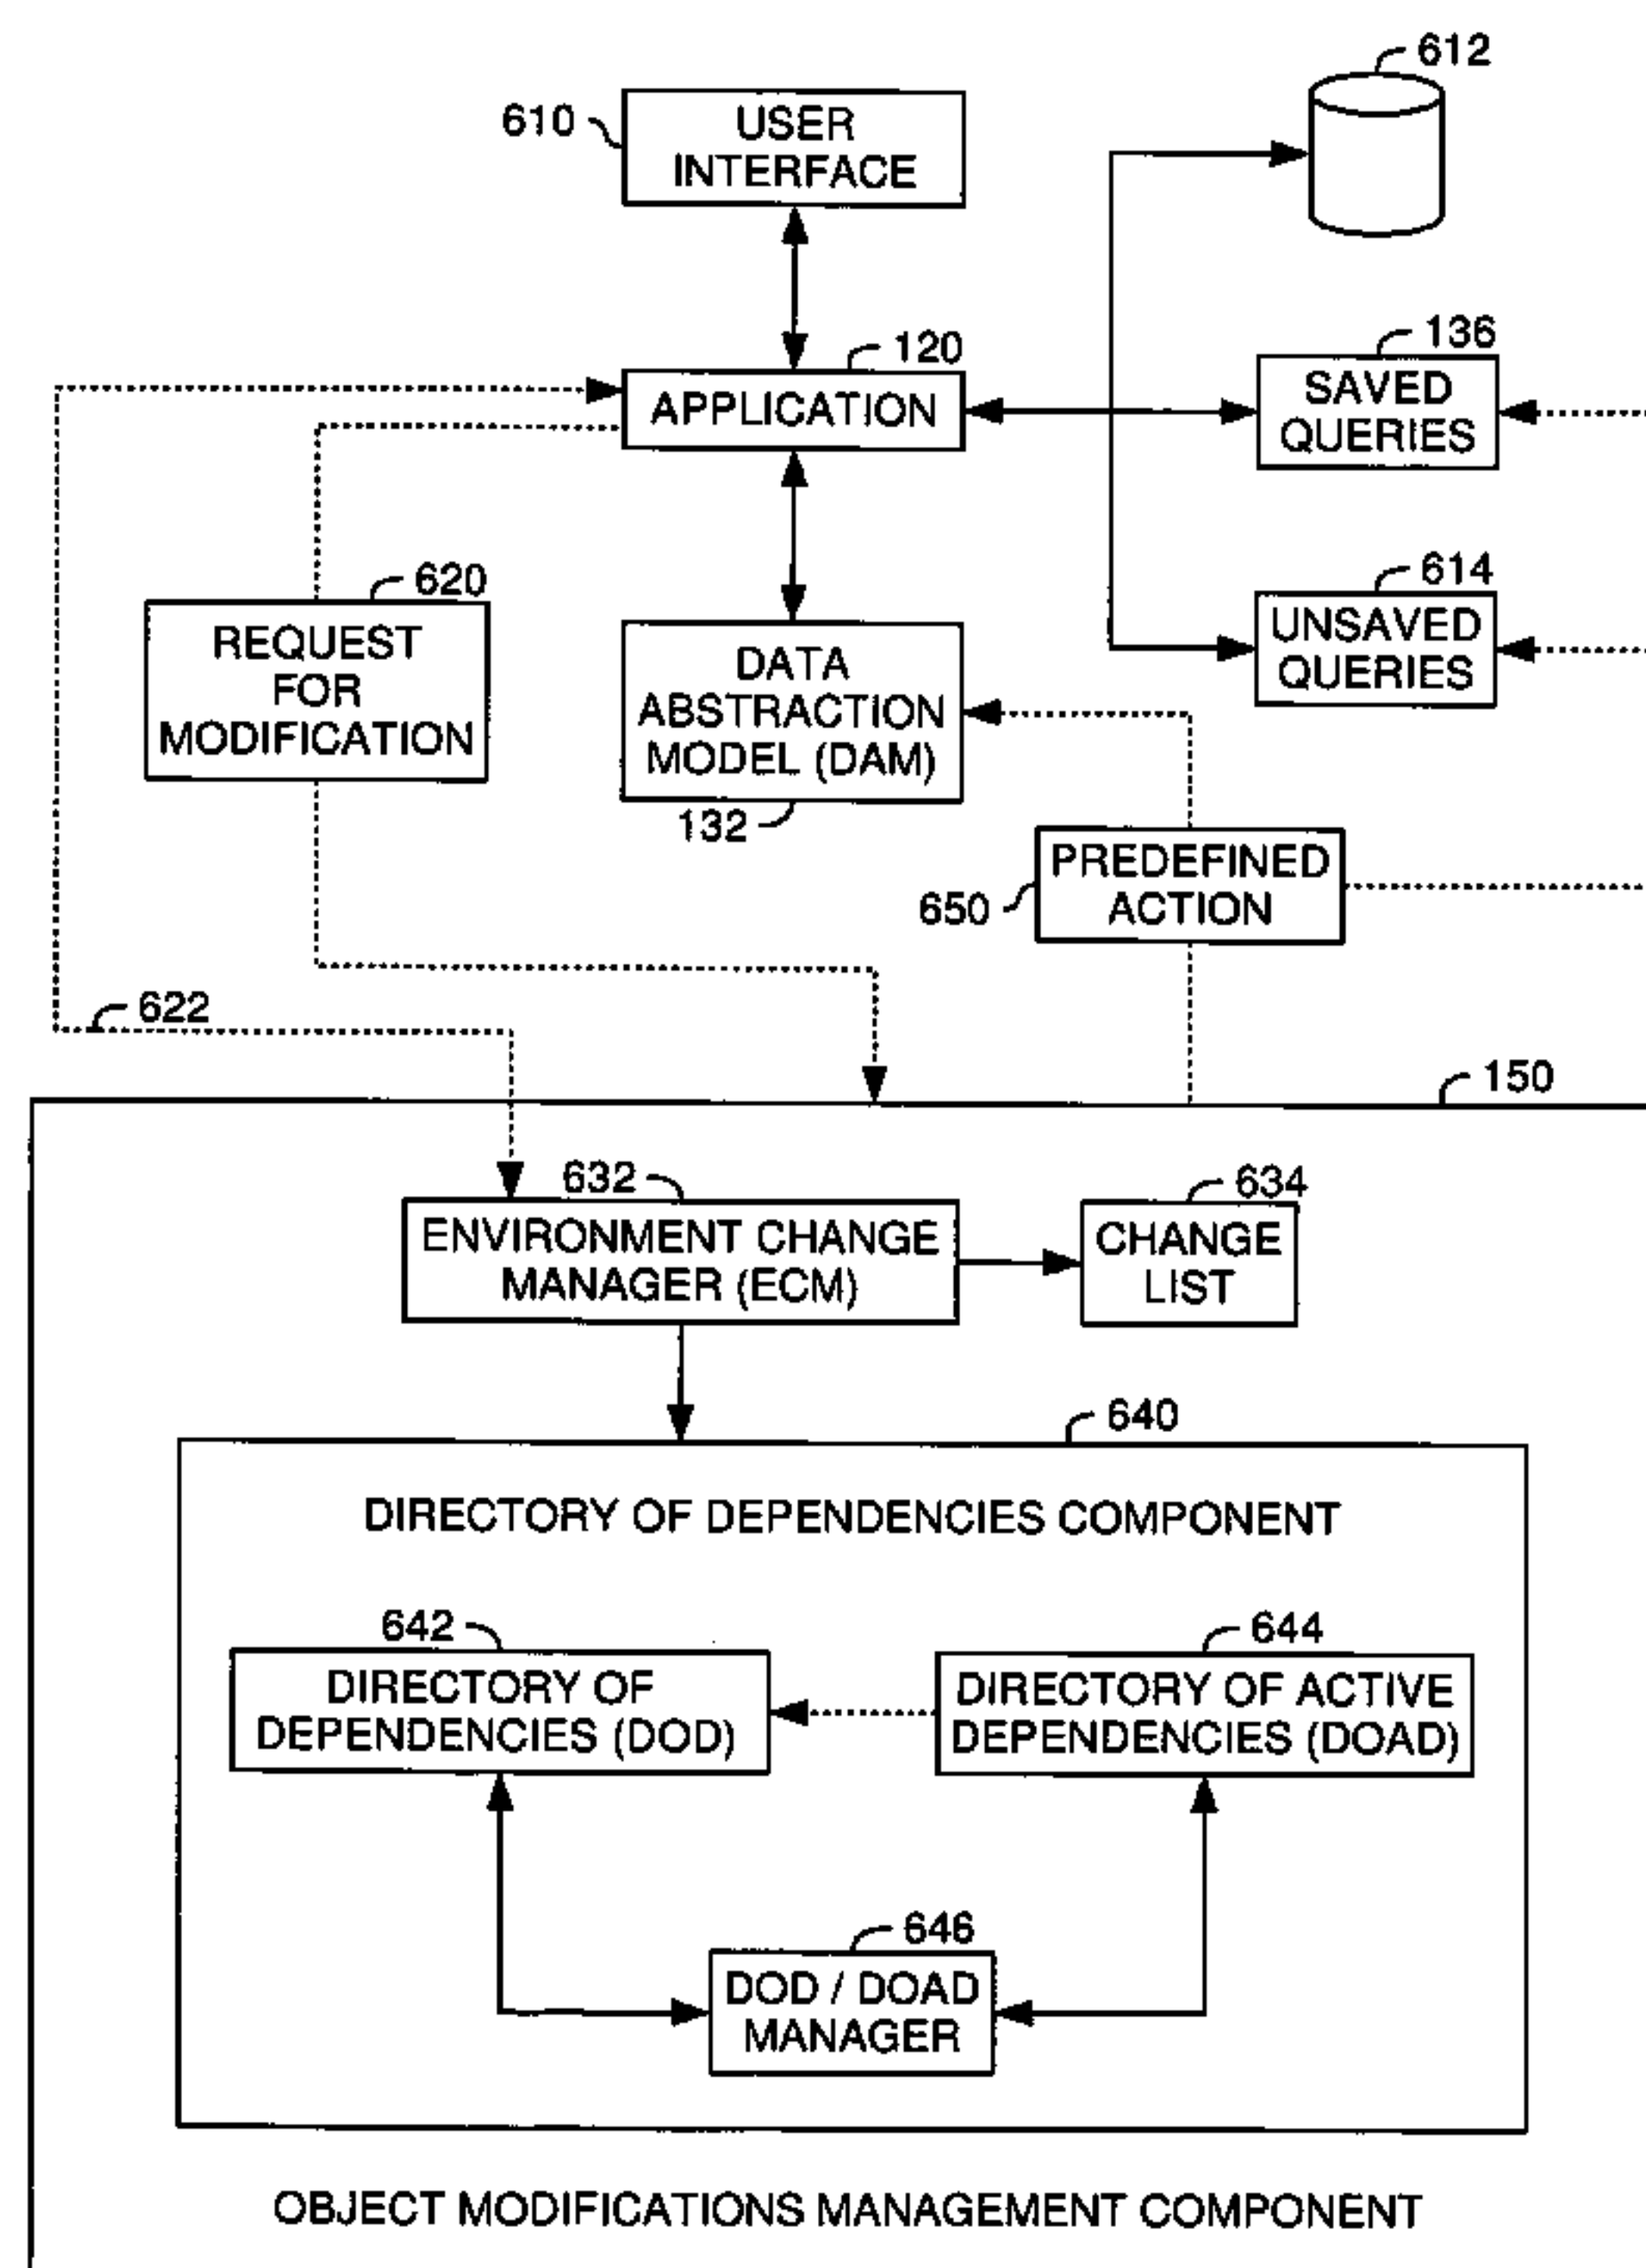 612
610
USER
INTERFACE
120
APPLICATION
136
SAVED
QUERIES
620
REQUEST
FOR
MODIFICATION
614
UNSAVED
QUERIES
DATA
ABSTRACTION
MODEL (DAM)
132
PREDEFINED
ACTION
650
622
150
632
ENVIRONMENT CHANGE
MANAGER (ECM)
634
CHANGE
LIST
640
DIRECTORY OF DEPENDENCIES COMPONENT
642
DIRECTORY OF
DEPENDENCIES (DOD)
644
DIRECTORY OF ACTIVE
DEPENDENCIES (DOAD)
646
DOD / DOAD
MANAGER
OBJECT MODIFICATIONS MANAGEMENT COMPONENT